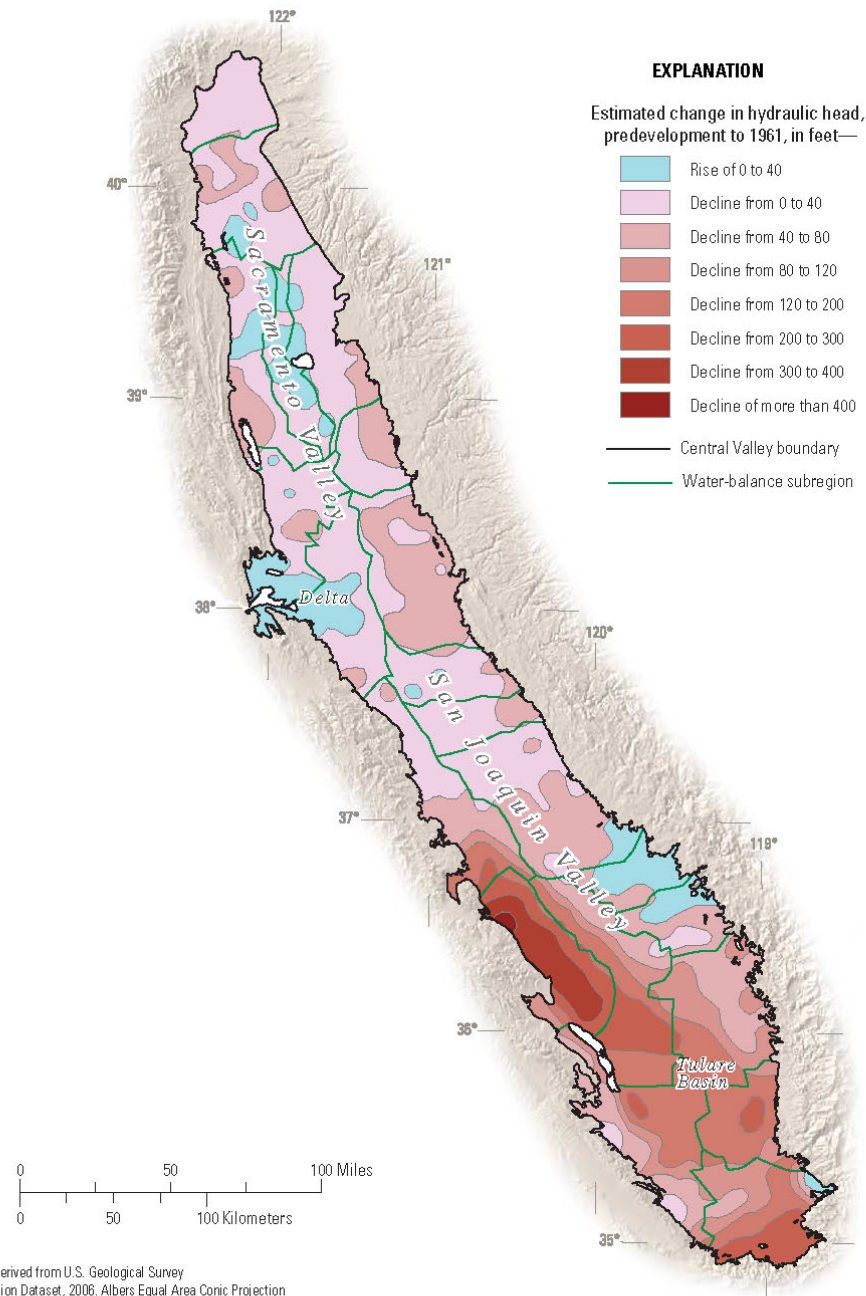 122°
EXPLANATION
Estimated change in hydraulic head,
predevelopment to 1961, in feet—
Rise of 0 to 40
Decline from 0 to 40
Decline from 40 to 80
Decline from 80 to 120
Decline from 120 to 200
Decline from 200 to 300
Decline from 300 to 400
Decline of more than 400
Central Valley boundary
Water-balance subregion
40°
121°
Sacramento Valley
39°
38°
Delta
120°
San Joaquin Valley
37°
119°
36°
Tulare
Basin
35°
0 50 100 Miles
0 50 100 Kilometers
erived from U.S. Geological Survey
ion Dataset, 2006. Albers Equal Area Conic Projection